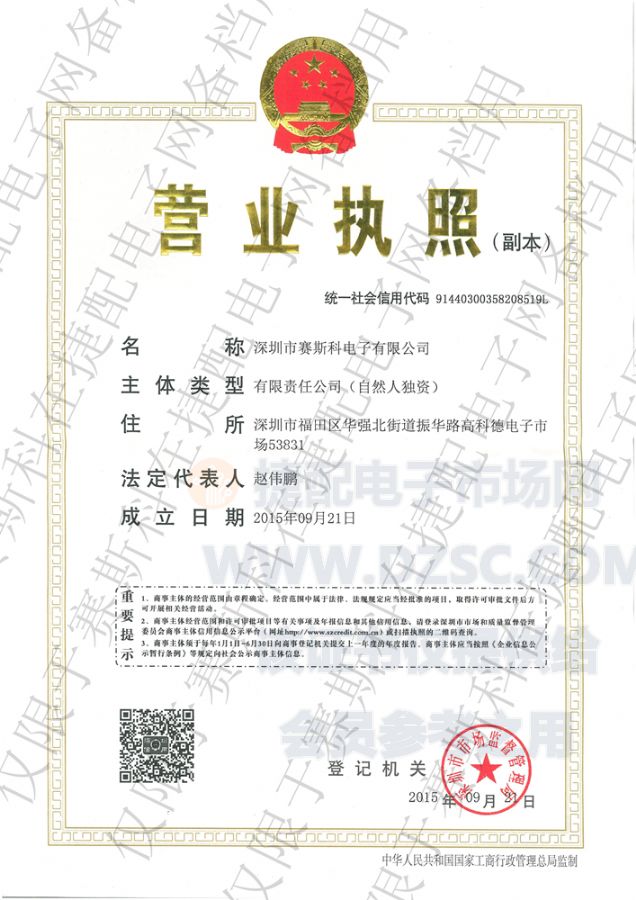 营业执照(副本)
统一社会信用代码 91440300358208519L
名称 深圳市赛斯科电子有限公司
主体类型 有限责任公司（自然人独资）
住所 深圳市福田区华强北街道振华路高科德电子市
场53831
法定代表人 赵伟鹏
成立日期 2015年09月21日
捷配电子市场网
WWW.DZSC.COM
重要提示
1、商事主体的经营范围由章程确定。经营范围中属于法律、法规规定应当经批准的项目，取得许可审批文件后方
可开展相关经营活动。
2、商事主体经营范围和许可审批项目等有关事项及年报信息和其他信用信息，请登录深圳市市场和质量监督管理
委员会商事主体信用信息公示平台（网址http://www.szcredit.com.cn）或扫描执照的二维码查询。
3、商事主体须于每年1月1日-6月30日向商事登记机关提交上一年度的年度报告。商事主体应当按照《企业信息公
示暂行条例》等规定向社会公示商事主体信息。
会员参考之用
登记机关
深圳市市场监督管理局
2015年09月21日
中华人民共和国国家工商行政管理总局监制
仅限于赛斯科在捷配电子网备档用
仅限于赛斯科在捷配电子网备档用